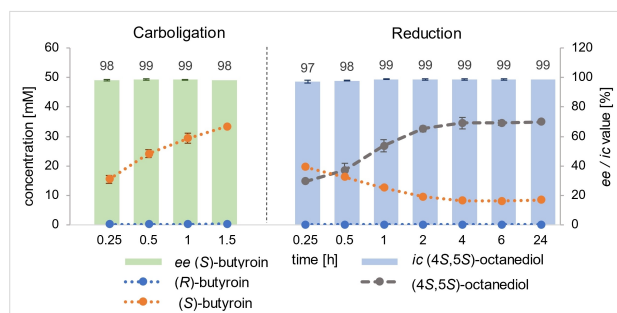 Carboligation Reduction
60 98 99 99 98 97 98 99 99 99 99 99 120
50 100
40 80
30 60
20 40
10 20
0 0
concentration [mM]
ee / ic value [%]
0.25 0.5 1 1.5 0.25 0.5 1 2 4 6 24
time [h]
ee (S)-butyroin ic (4S,5S)-octanediol
(R)-butyroin (4S,5S)-octanediol
(S)-butyroin